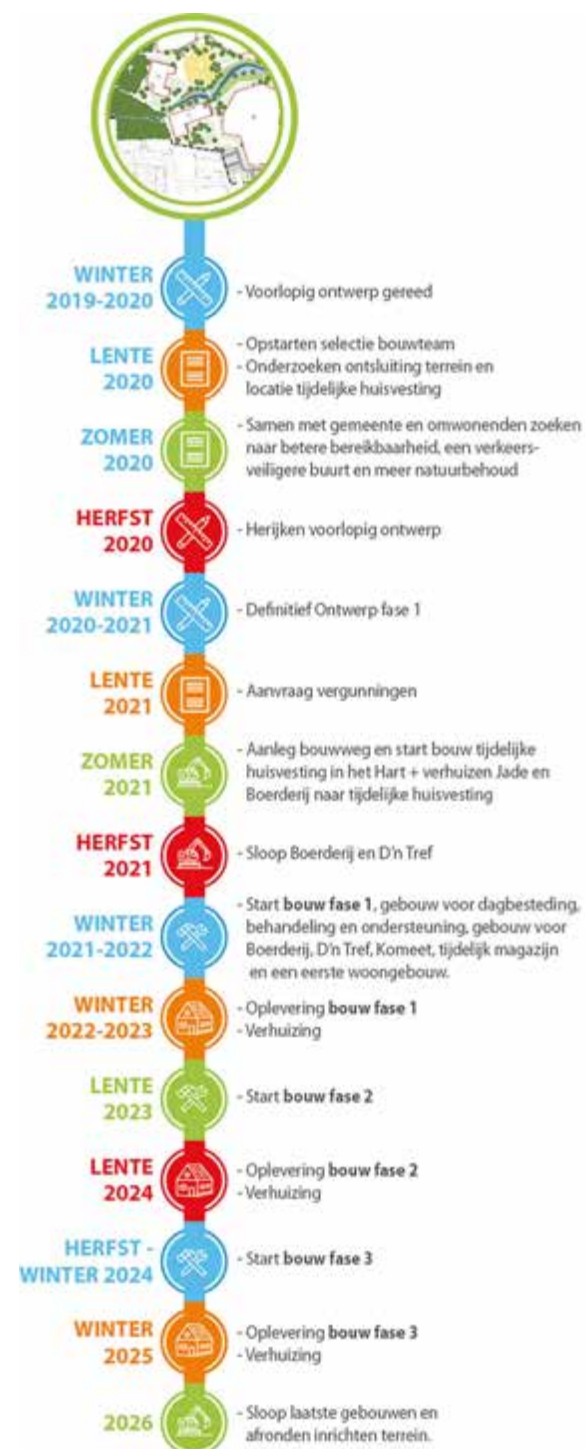 WINTER
2019-2020
- Voorlopig ontwerp gereed
LENTE
2020
- Opstarten selectie bouwteam
- Onderzoeken ontsluiting terrein en
locatie tijdelijke huisvesting
ZOMER
2020
- Samen met gemeente en omwonenden zoeken
naar betere bereikbaarheid, een verkeers-
veiligere buurt en meer natuurbehoud
HERFST
2020
- Herijken voorlopig ontwerp
WINTER
2020-2021
- Definitief Ontwerp fase 1
LENTE
2021
- Aanvraag vergunningen
ZOMER
2021
- Aanleg bouwweg en start bouw tijdelijke
huisvesting in het Hart + verhuizen Jade en
Boerderij naar tijdelijke huisvesting
HERFST
2021
- Sloop Boerderij en D'n Tref
WINTER
2021-2022
- Start bouw fase 1, gebouw voor dagbesteding,
behandeling en ondersteuning, gebouw voor
Boerderij, D'n Tref, Komeet, tijdelijk magazijn
en een eerste woongebouw.
WINTER
2022-2023
- Oplevering bouw fase 1
- Verhuizing
LENTE
2023
- Start bouw fase 2
LENTE
2024
- Oplevering bouw fase 2
- Verhuizing
HERFST -
WINTER 2024
- Start bouw fase 3
WINTER
2025
- Oplevering bouw fase 3
- Verhuizing
2026
- Sloop laatste gebouwen en
afronden inrichten terrein.